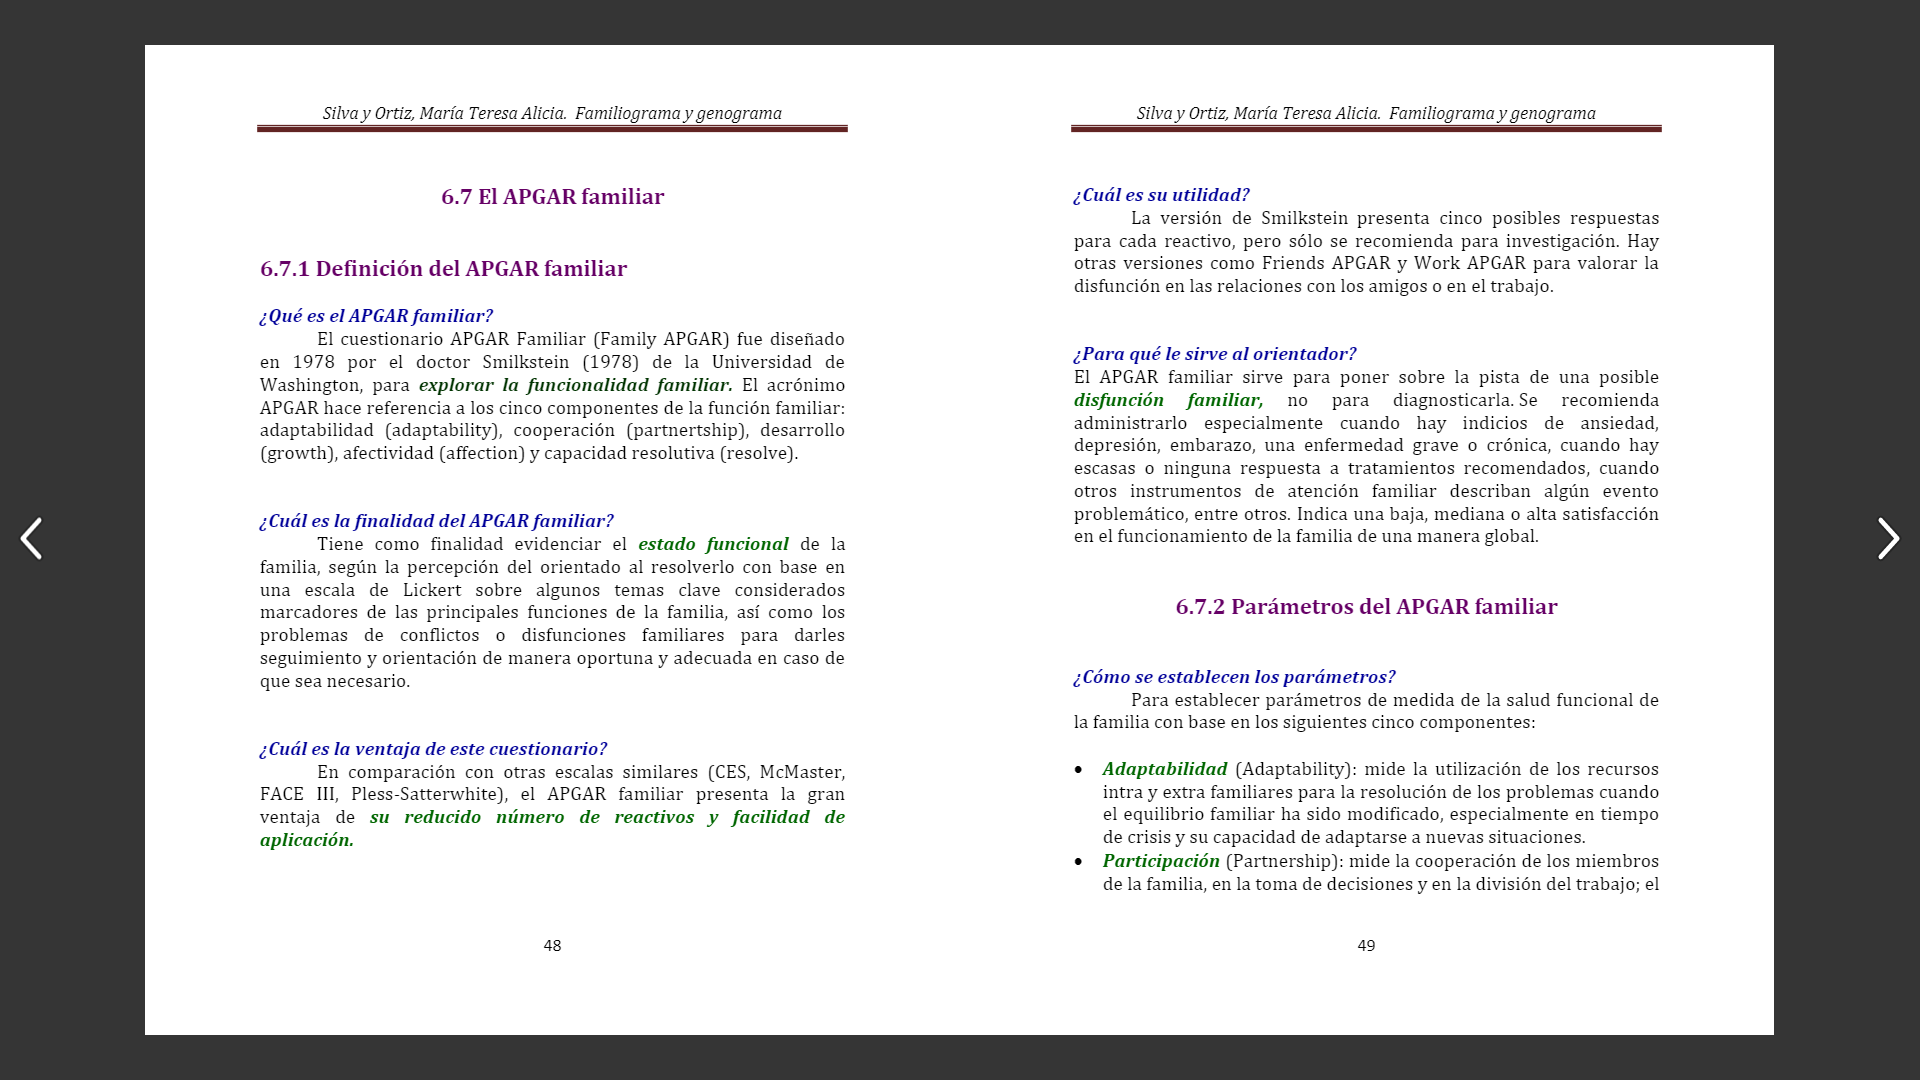 Silva y Ortiz, María Teresa Alicia.  Familiograma y genograma
6.7 El APGAR familiar
6.7.1 Definición del APGAR familiar
¿Qué es el APGAR familiar?
El cuestionario APGAR Familiar (Family APGAR) fue diseñado
en 1978 por el doctor Smilkstein (1978) de la Universidad de
Washington, para explorar la funcionalidad familiar. El acrónimo
APGAR hace referencia a los cinco componentes de la función familiar:
adaptabilidad (adaptability), cooperación (partnertship), desarrollo
(growth), afectividad (affection) y capacidad resolutiva (resolve).
¿Cuál es la finalidad del APGAR familiar?
Tiene como finalidad evidenciar el estado funcional de la
familia, según la percepción del orientado al resolverlo con base en
una escala de Lickert sobre algunos temas clave considerados
marcadores de las principales funciones de la familia, así como los
problemas de conflictos o disfunciones familiares para darles
seguimiento y orientación de manera oportuna y adecuada en caso de
que sea necesario.
¿Cuál es la ventaja de este cuestionario?
En comparación con otras escalas similares (CES, McMaster,
FACE III, Pless-Satterwhite), el APGAR familiar presenta la gran
ventaja de su reducido número de reactivos y facilidad de
aplicación.
48
Silva y Ortiz, María Teresa Alicia.  Familiograma y genograma
¿Cuál es su utilidad?
La versión de Smilkstein presenta cinco posibles respuestas
para cada reactivo, pero sólo se recomienda para investigación. Hay
otras versiones como Friends APGAR y Work APGAR para valorar la
disfunción en las relaciones con los amigos o en el trabajo.
¿Para qué le sirve al orientador?
El APGAR familiar sirve para poner sobre la pista de una posible
disfunción familiar, no para diagnosticarla. Se recomienda
administrarlo especialmente cuando hay indicios de ansiedad,
depresión, embarazo, una enfermedad grave o crónica, cuando hay
escasas o ninguna respuesta a tratamientos recomendados, cuando
otros instrumentos de atención familiar describan algún evento
problemático, entre otros. Indica una baja, mediana o alta satisfacción
en el funcionamiento de la familia de una manera global.
6.7.2 Parámetros del APGAR familiar
¿Cómo se establecen los parámetros?
Para establecer parámetros de medida de la salud funcional de
la familia con base en los siguientes cinco componentes:
• Adaptabilidad (Adaptability): mide la utilización de los recursos
intra y extra familiares para la resolución de los problemas cuando
el equilibrio familiar ha sido modificado, especialmente en tiempo
de crisis y su capacidad de adaptarse a nuevas situaciones.
• Participación (Partnership): mide la cooperación de los miembros
de la familia, en la toma de decisiones y en la división del trabajo; el
49